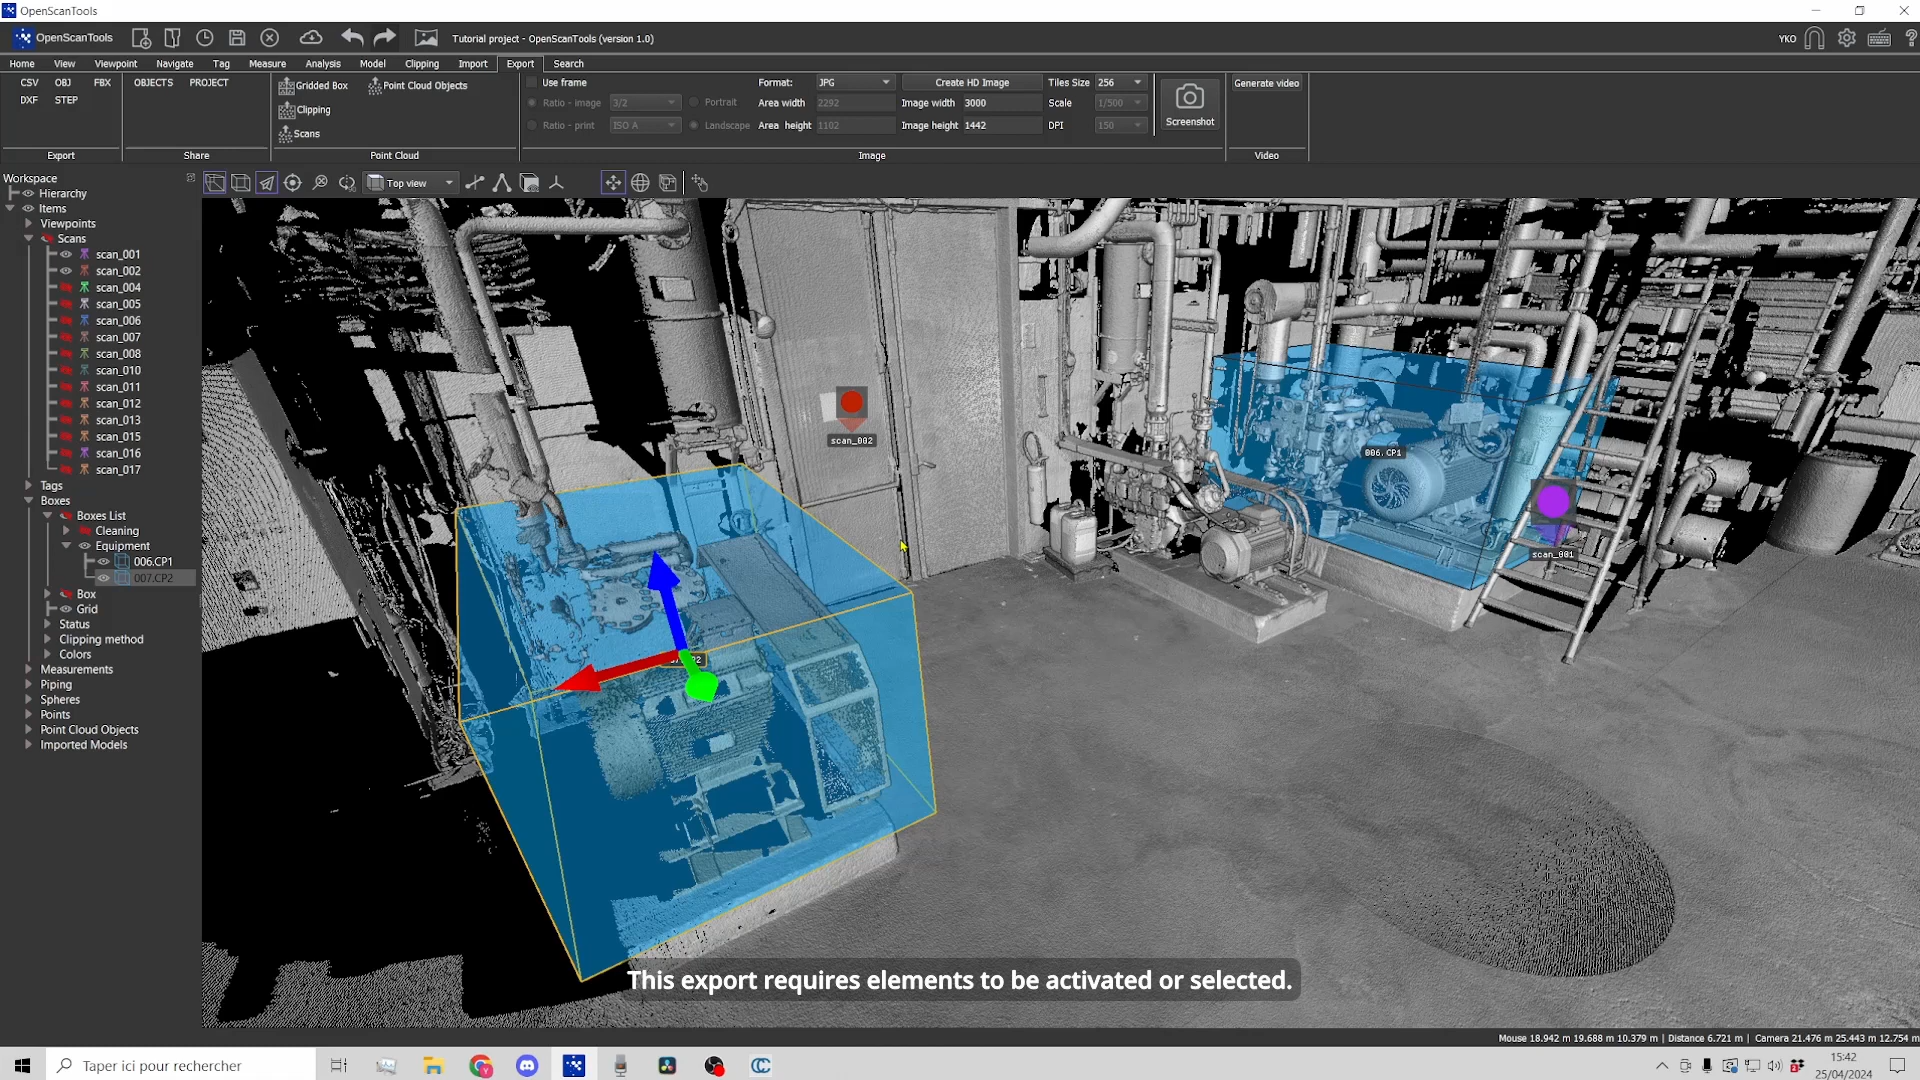 OpenScanTools
OpenScanTools
Tutorial project - OpenScanTools (version 1.0)
YKO
Home View Viewpoint Navigate Tag Measure Analysis Model Clipping Import Export Search
CSV OBJ FBX
DXF STEP
Export
OBJECTS PROJECT
Share
Gridded Box Point Cloud Objects
Clipping
Scans
Point Cloud
Use frame Format: JPG Create HD Image Tiles Size 256
Ratio - image 3/2 Portrait Area width 2292 Image width 3000 Scale 1/500
Ratio - print ISO A Landscape Area height 1102 Image height 1442 DPI 150
Image
Screenshot
Generate video
Video
Workspace
Top view
Hierarchy
Items
Viewpoints
Scans
scan_001
scan_002
scan_004
scan_005
scan_006
scan_007
scan_008
scan_010
scan_011
scan_012
scan_013
scan_015
scan_016
scan_017
Tags
Boxes
Boxes List
Cleaning
Equipment
006.CP1
007.CP2
Box
Grid
Status
Clipping method
Colors
Measurements
Piping
Spheres
Points
Point Cloud Objects
Imported Models
scan_002
006.CP1
scan_001
This export requires elements to be activated or selected.
Mouse 18.942 m 19.688 m 10.379 m | Distance 6.721 m | Camera 21.476 m 25.443 m 12.754 m
Taper ici pour rechercher
15:42
25/04/2024